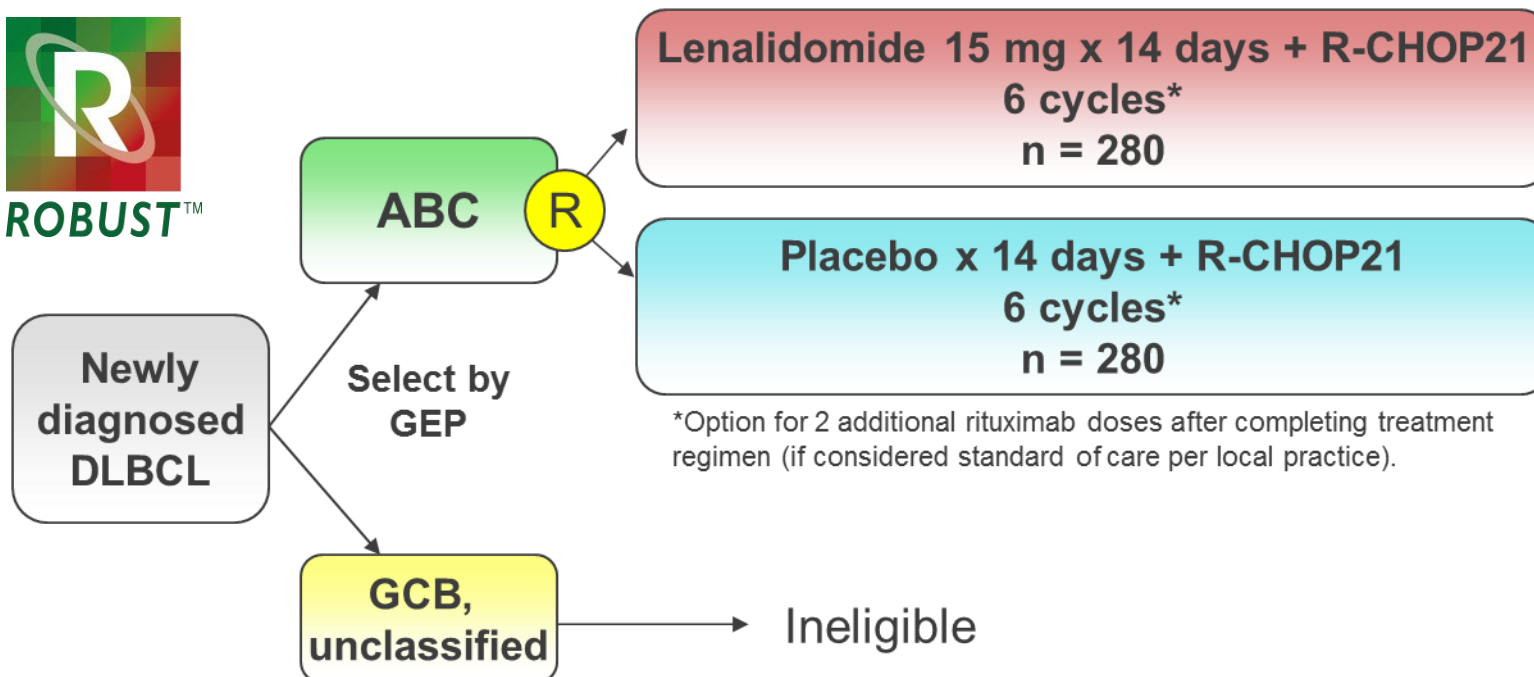 R
ROBUST™
Newly
diagnosed
DLBCL
Select by
GEP
ABC
R
Lenalidomide 15 mg x 14 days + R-CHOP21
6 cycles*
n = 280
Placebo x 14 days + R-CHOP21
6 cycles*
n = 280
*Option for 2 additional rituximab doses after completing treatment
regimen (if considered standard of care per local practice).
GCB,
unclassified
Ineligible